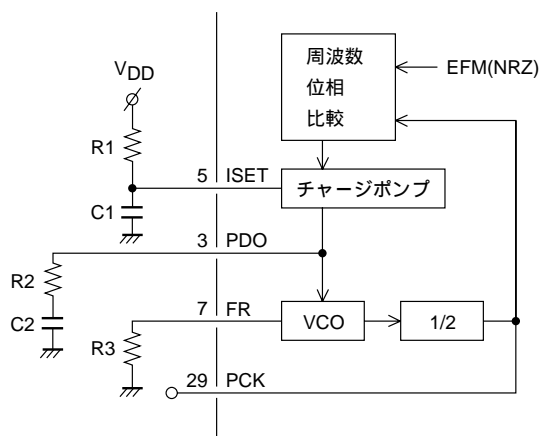 周波数
位相
比較
EFM(NRZ)
VDD
R1
5 ISET
チャージポンプ
C1
3 PDO
R2
7 FR
VCO
1/2
C2
R3
29 PCK